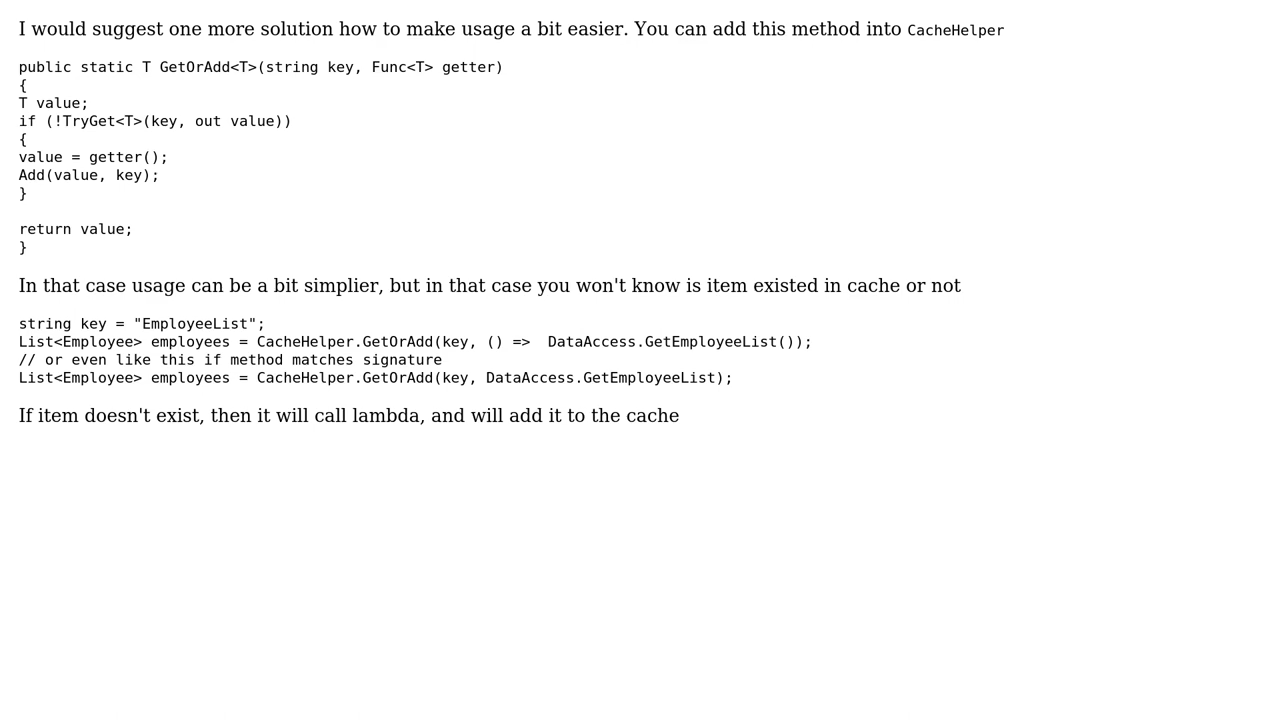 I would suggest one more solution how to make usage a bit easier. You can add this method into CacheHelper
public static T GetOrAdd<T>(string key, Func<T> getter)
{
T value;
if (!TryGet<T>(key, out value))
{
value = getter();
Add(value, key);
}
return value;
}
In that case usage can be a bit simplier, but in that case you won't know is item existed in cache or not
string key = "EmployeeList";
List<Employee> employees = CacheHelper.GetOrAdd(key, () =>  DataAccess.GetEmployeeList());
// or even like this if method matches signature
List<Employee> employees = CacheHelper.GetOrAdd(key, DataAccess.GetEmployeeList);
If item doesn't exist, then it will call lambda, and will add it to the cache